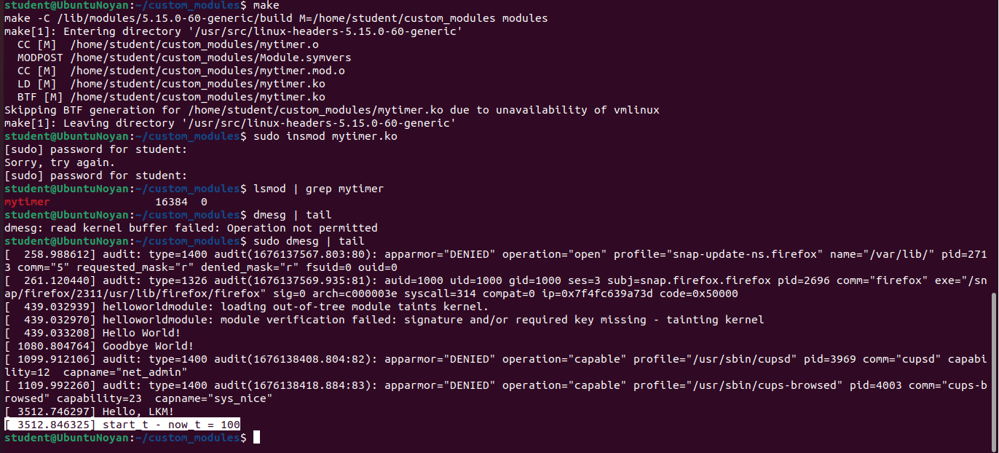 student@UbuntuNoyan:~/custom_modules$ make
make -C /lib/modules/5.15.0-60-generic/build M=/home/student/custom_modules modules
make[1]: Entering directory '/usr/src/linux-headers-5.15.0-60-generic'
  CC [M]  /home/student/custom_modules/mytimer.o
  MODPOST /home/student/custom_modules/Module.symvers
  CC [M]  /home/student/custom_modules/mytimer.mod.o
  LD [M]  /home/student/custom_modules/mytimer.ko
  BTF [M] /home/student/custom_modules/mytimer.ko
Skipping BTF generation for /home/student/custom_modules/mytimer.ko due to unavailability of vmlinux
make[1]: Leaving directory '/usr/src/linux-headers-5.15.0-60-generic'
student@UbuntuNoyan:~/custom_modules$ sudo insmod mytimer.ko
[sudo] password for student:
Sorry, try again.
[sudo] password for student:
student@UbuntuNoyan:~/custom_modules$ lsmod | grep mytimer
mytimer                16384  0
student@UbuntuNoyan:~/custom_modules$ dmesg | tail
dmesg: read kernel buffer failed: Operation not permitted
student@UbuntuNoyan:~/custom_modules$ sudo dmesg | tail
[  258.988612] audit: type=1400 audit(1676137567.803:80): apparmor="DENIED" operation="open" profile="snap-update-ns.firefox" name="/var/lib/" pid=271
3 comm="5" requested_mask="r" denied_mask="r" fsuid=0 ouid=0
[  261.120440] audit: type=1326 audit(1676137569.935:81): auid=1000 uid=1000 gid=1000 ses=3 subj=snap.firefox.firefox pid=2696 comm="firefox" exe="/sn
ap/firefox/2311/usr/lib/firefox/firefox" sig=0 arch=c000003e syscall=314 compat=0 ip=0x7f4fc639a73d code=0x50000
[  439.032939] helloworldmodule: loading out-of-tree module taints kernel.
[  439.032970] helloworldmodule: module verification failed: signature and/or required key missing - tainting kernel
[  439.033208] Hello World!
[ 1080.804764] Goodbye World!
[ 1099.912106] audit: type=1400 audit(1676138408.804:82): apparmor="DENIED" operation="capable" profile="/usr/sbin/cupsd" pid=3969 comm="cupsd" capabi
lity=12  capname="net_admin"
[ 1109.992260] audit: type=1400 audit(1676138418.884:83): apparmor="DENIED" operation="capable" profile="/usr/sbin/cups-browsed" pid=4003 comm="cups-b
rowsed" capability=23  capname="sys_nice"
[ 3512.746297] Hello, LKM!
[ 3512.846325] start_t - now_t = 100
student@UbuntuNoyan:~/custom_modules$